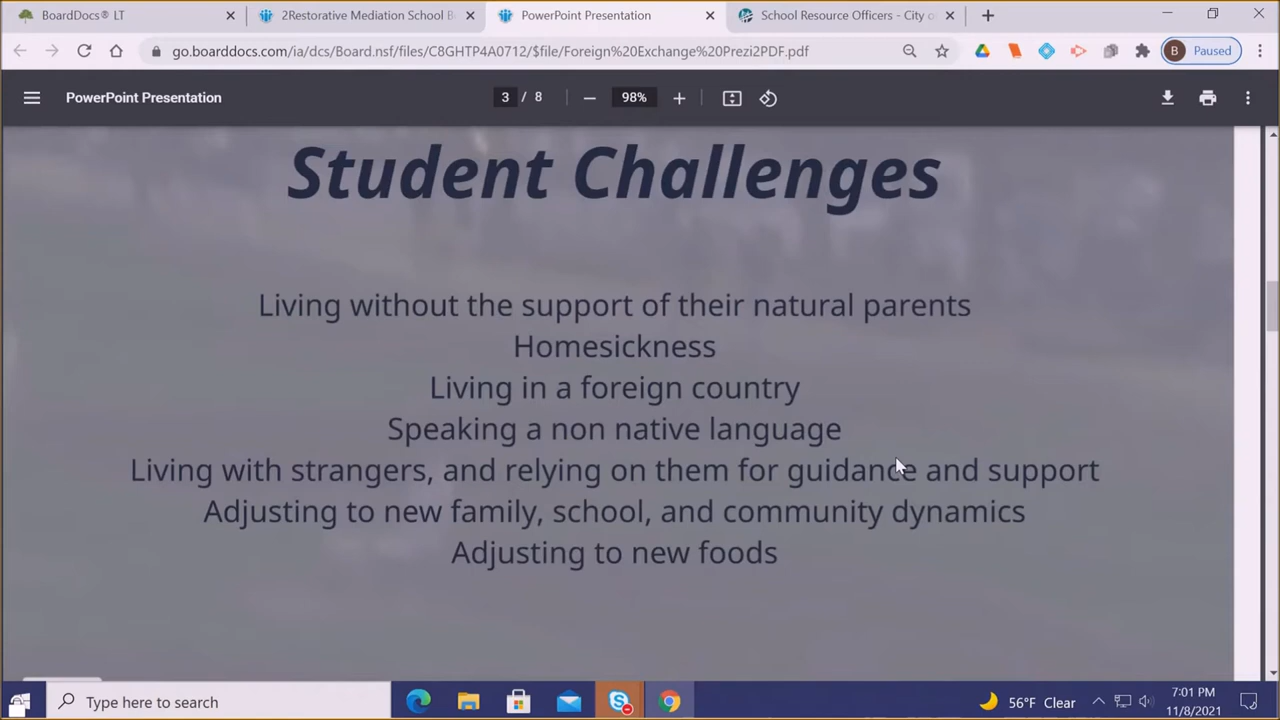 BoardDocs® LT
2Restorative Mediation School B
PowerPoint Presentation
School Resource Officers - City o
go.boarddocs.com/ia/dcs/Board.nsf/files/C8GHTP4A0712/$file/Foreign%20Exchange%20Prezi2PDF.pdf
B Paused
PowerPoint Presentation
3 / 8
98%
Student Challenges
Living without the support of their natural parents
Homesickness
Living in a foreign country
Speaking a non native language
Living with strangers, and relying on them for guidance and support
Adjusting to new family, school, and community dynamics
Adjusting to new foods
Type here to search
56°F Clear
7:01 PM
11/8/2021